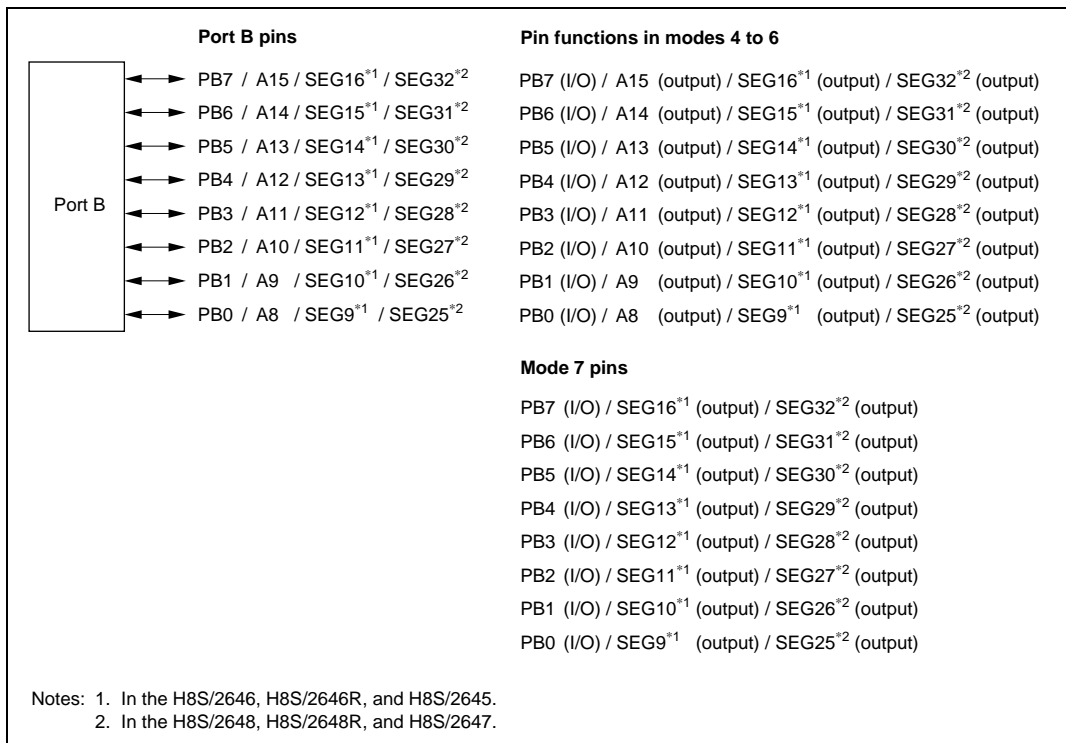 Port B pins
Port B
PB7 / A15 / SEG16*1 / SEG32*2
PB6 / A14 / SEG15*1 / SEG31*2
PB5 / A13 / SEG14*1 / SEG30*2
PB4 / A12 / SEG13*1 / SEG29*2
PB3 / A11 / SEG12*1 / SEG28*2
PB2 / A10 / SEG11*1 / SEG27*2
PB1 / A9 / SEG10*1 / SEG26*2
PB0 / A8 / SEG9*1 / SEG25*2
Pin functions in modes 4 to 6
PB7 (I/O) / A15 (output) / SEG16*1 (output) / SEG32*2 (output)
PB6 (I/O) / A14 (output) / SEG15*1 (output) / SEG31*2 (output)
PB5 (I/O) / A13 (output) / SEG14*1 (output) / SEG30*2 (output)
PB4 (I/O) / A12 (output) / SEG13*1 (output) / SEG29*2 (output)
PB3 (I/O) / A11 (output) / SEG12*1 (output) / SEG28*2 (output)
PB2 (I/O) / A10 (output) / SEG11*1 (output) / SEG27*2 (output)
PB1 (I/O) / A9 (output) / SEG10*1 (output) / SEG26*2 (output)
PB0 (I/O) / A8 (output) / SEG9*1 (output) / SEG25*2 (output)
Mode 7 pins
PB7 (I/O) / SEG16*1 (output) / SEG32*2 (output)
PB6 (I/O) / SEG15*1 (output) / SEG31*2 (output)
PB5 (I/O) / SEG14*1 (output) / SEG30*2 (output)
PB4 (I/O) / SEG13*1 (output) / SEG29*2 (output)
PB3 (I/O) / SEG12*1 (output) / SEG28*2 (output)
PB2 (I/O) / SEG11*1 (output) / SEG27*2 (output)
PB1 (I/O) / SEG10*1 (output) / SEG26*2 (output)
PB0 (I/O) / SEG9*1 (output) / SEG25*2 (output)
Notes: 1. In the H8S/2646, H8S/2646R, and H8S/2645.
2. In the H8S/2648, H8S/2648R, and H8S/2647.